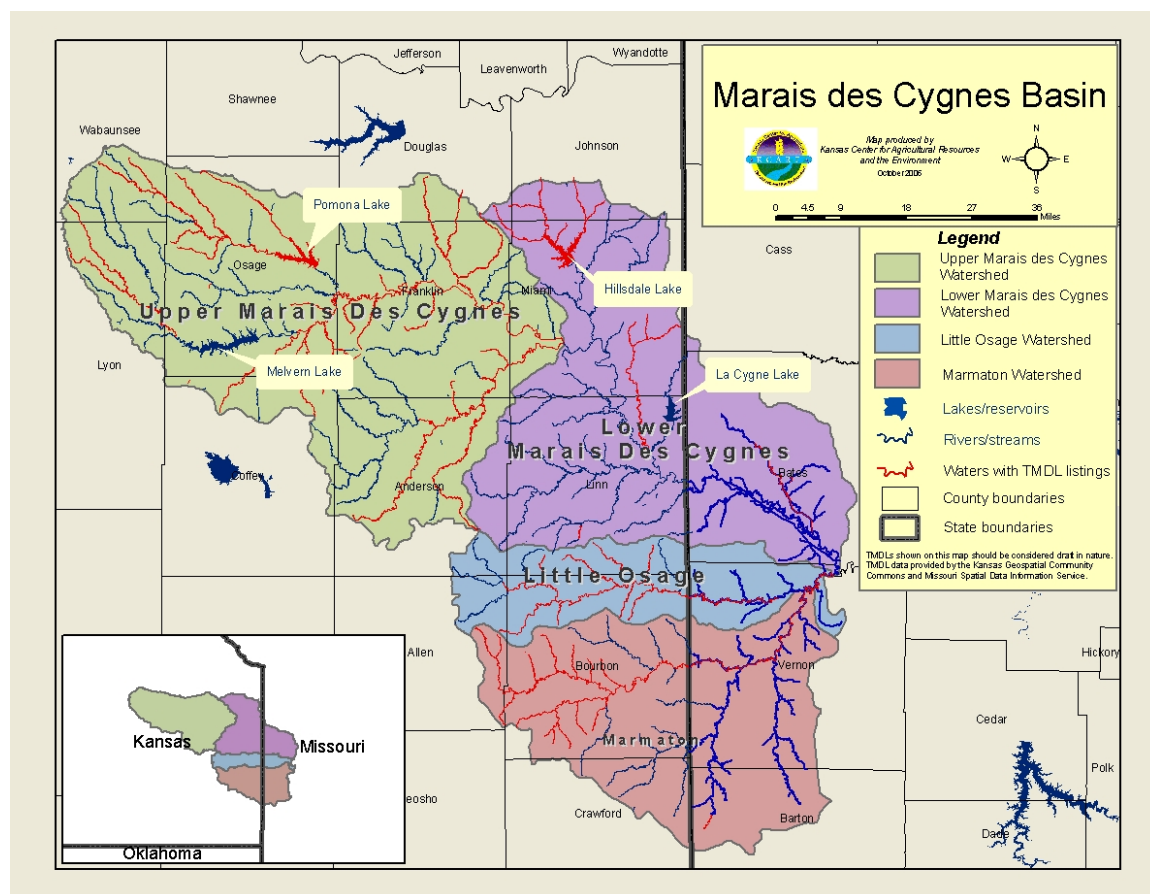 Marais des Cygnes Basin
Map produced by
Kansas Center for Agricultural Resources
and the Environment
October 2006
N
W
E
S
0 4.5 9 18 27 36
Miles
Legend
Upper Marais des Cygnes
Watershed
Lower Marais des Cygnes
Watershed
Little Osage Watershed
Marmaton Watershed
Lakes/reservoirs
Rivers/streams
Waters with TMDL listings
County boundaries
State boundaries
TMDLs shown on this map should be considered draft in nature.
TMDL data provided by the Kansas Geospatial Community
Commons and Missouri Spatial Data Information Service.
Jefferson
Wyandotte
Leavenworth
Shawnee
Wabaunsee
Douglas
Johnson
Pomona Lake
Cass
Osage
Franklin
Miami
Hillsdale Lake
Upper Marais Des Cygnes
Lyon
Melvern Lake
La Cygne Lake
Lower
Marais Des Cygnes
Coffey
Anderson
Linn
Bates
Little Osage
Allen
Bourbon
Vernon
Hickory
Marmaton
Cedar
Polk
eosho
Crawford
Barton
Dade
Kansas
Missouri
Oklahoma